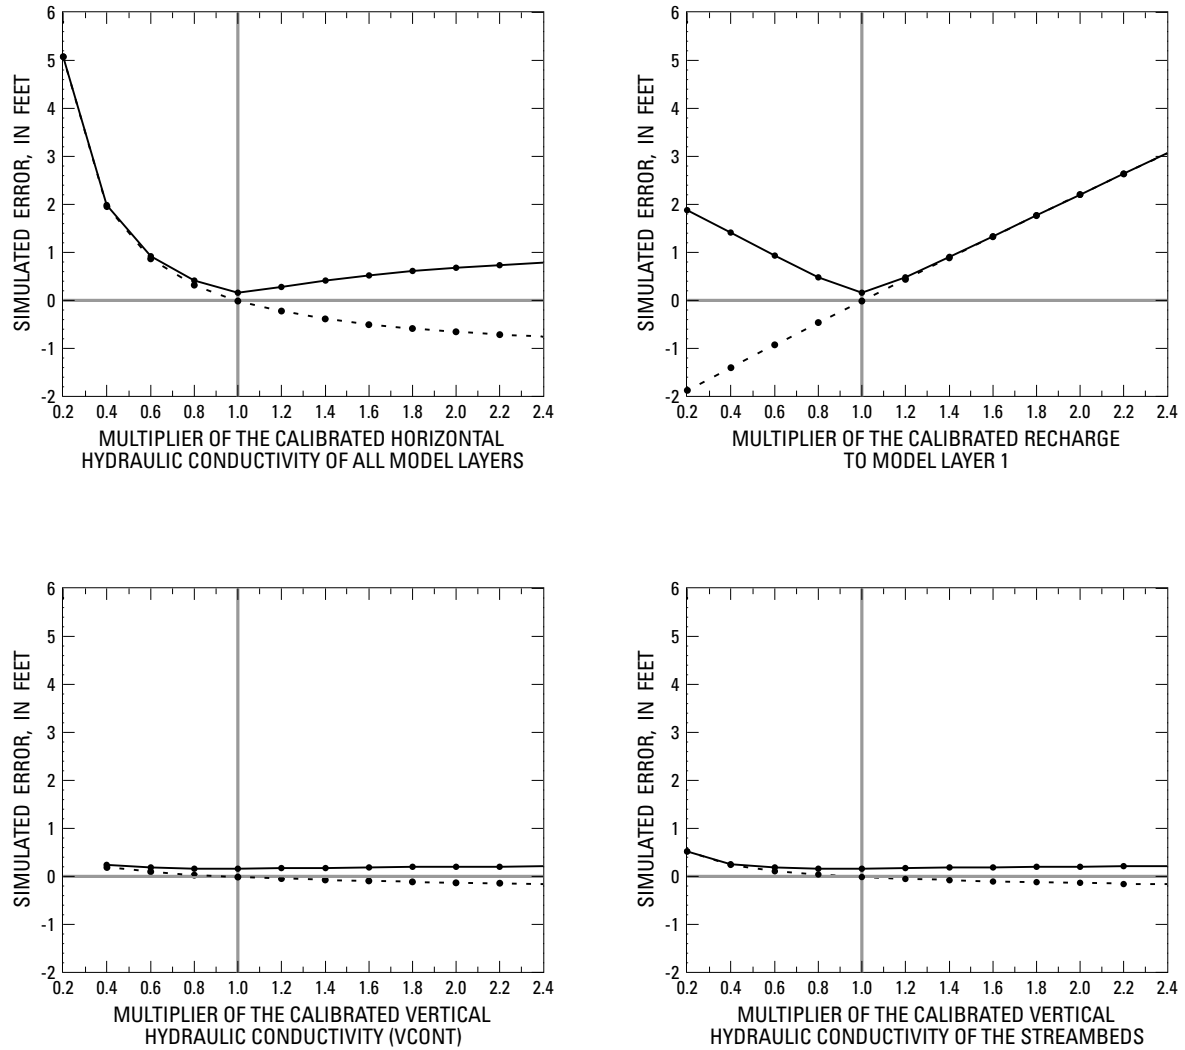 6
5
4
3
2
1
0
-1
-2
SIMULATED ERROR, IN FEET
0.2 0.4 0.6 0.8 1.0 1.2 1.4 1.6 1.8 2.0 2.2 2.4
MULTIPLIER OF THE CALIBRATED HORIZONTAL
HYDRAULIC CONDUCTIVITY OF ALL MODEL LAYERS
6
5
4
3
2
1
0
-1
-2
SIMULATED ERROR, IN FEET
0.2 0.4 0.6 0.8 1.0 1.2 1.4 1.6 1.8 2.0 2.2 2.4
MULTIPLIER OF THE CALIBRATED RECHARGE
TO MODEL LAYER 1
6
5
4
3
2
1
0
-1
-2
SIMULATED ERROR, IN FEET
0.2 0.4 0.6 0.8 1.0 1.2 1.4 1.6 1.8 2.0 2.2 2.4
MULTIPLIER OF THE CALIBRATED VERTICAL
HYDRAULIC CONDUCTIVITY (VCONT)
6
5
4
3
2
1
0
-1
-2
SIMULATED ERROR, IN FEET
0.2 0.4 0.6 0.8 1.0 1.2 1.4 1.6 1.8 2.0 2.2 2.4
MULTIPLIER OF THE CALIBRATED VERTICAL
HYDRAULIC CONDUCTIVITY OF THE STREAMBEDS